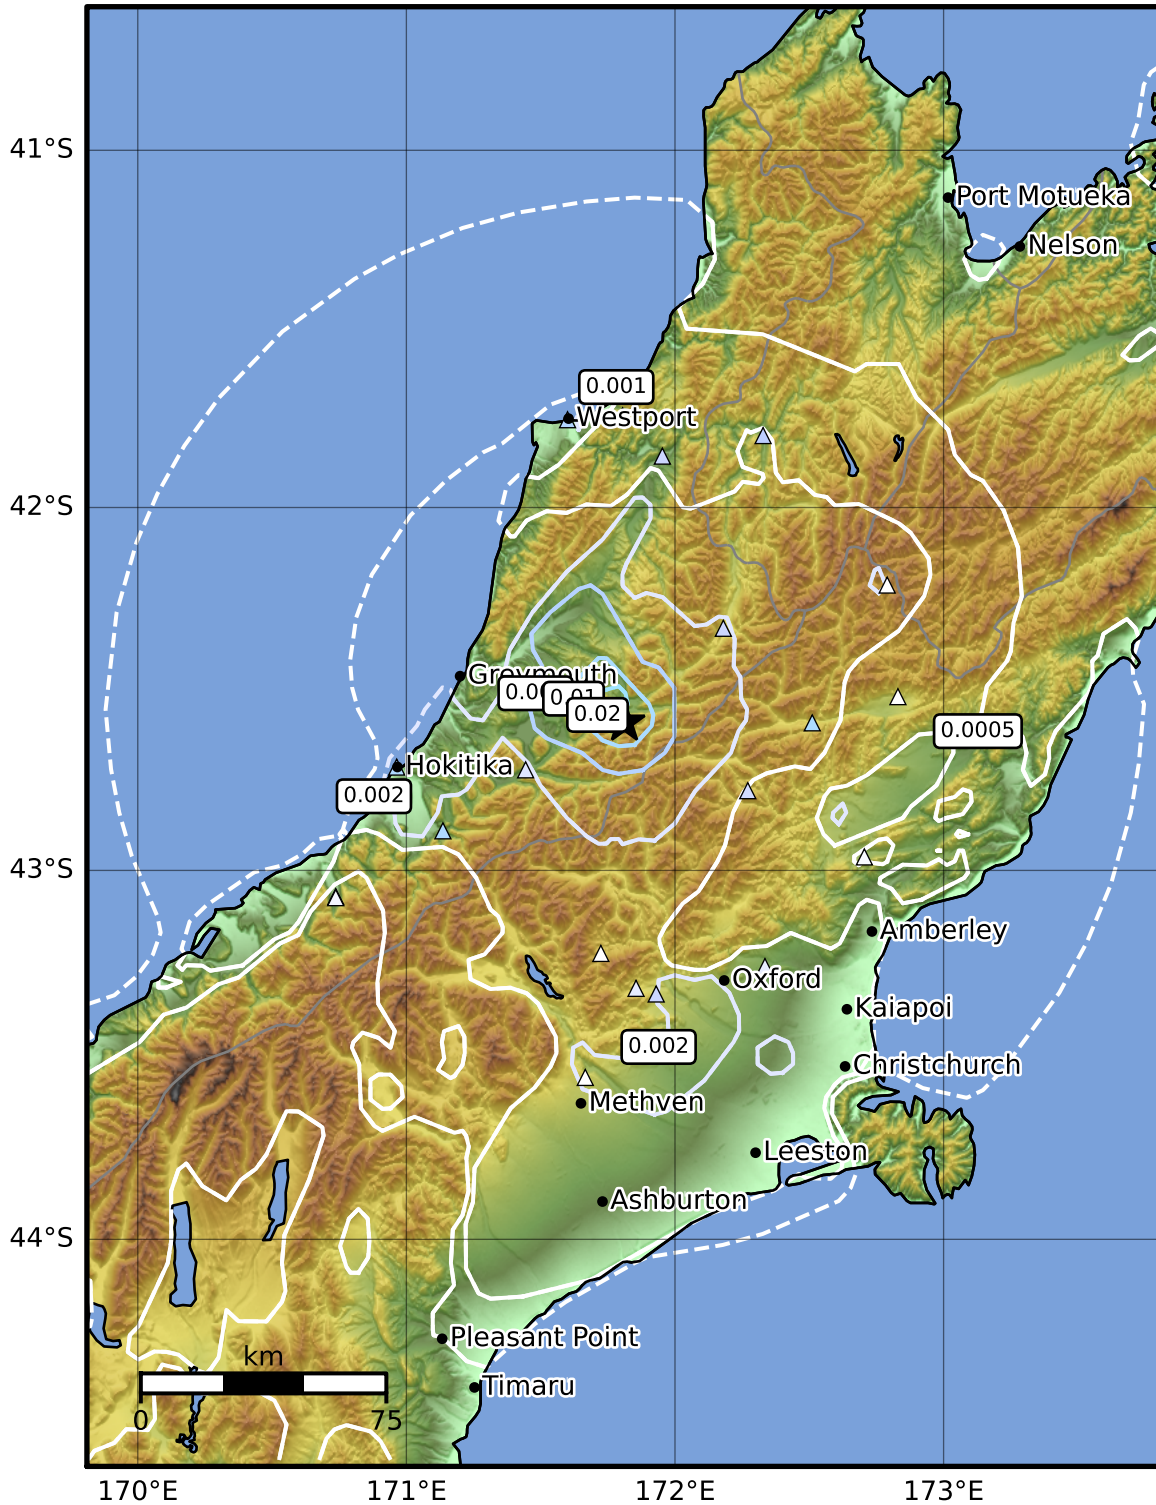 41°S
Port Motueka
Nelson
0.001
Westport
42°S
Greymouth
0.02
0.0005
Hokitika
0.002
43°S
Amberley
Oxford
Kaiapoi
0.002
Christchurch
Methven
Leeston
Ashburton
44°S
Pleasant Point
km
Timaru
0
75
170°E
171°E
172°E
173°E